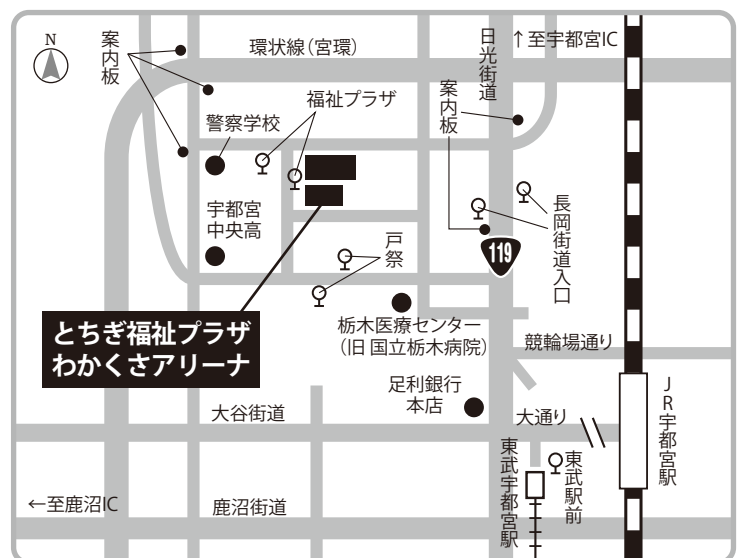 N
案内板
環状線（宮環）
日光街道
↑至宇都宮IC
福祉プラザ
案内板
警察学校
宇都宮
中央高
長岡街道入口
戸祭
119
とちぎ福祉プラザ
わかくさアリーナ
栃木医療センター
（旧 国立栃木病院）
競輪場通り
足利銀行
本店
大谷街道
大通り
JR宇都宮駅
東武宇都宮駅
東武駅前
←至鹿沼IC
鹿沼街道